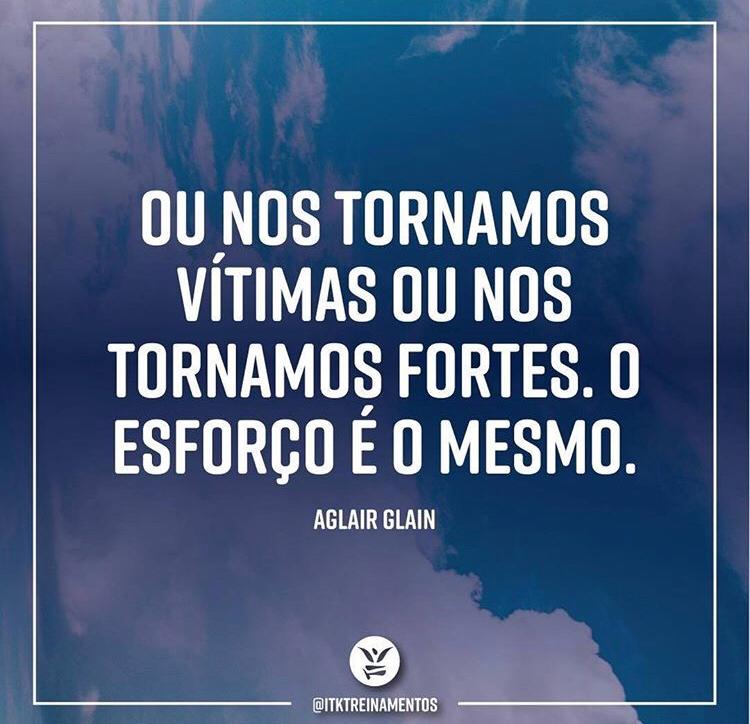 OU NOS TORNAMOS
VÍTIMAS OU NOS
TORNAMOS FORTES. O
ESFORÇO É O MESMO.
AGLAIR GLAIN
@ITKTREINAMENTOS